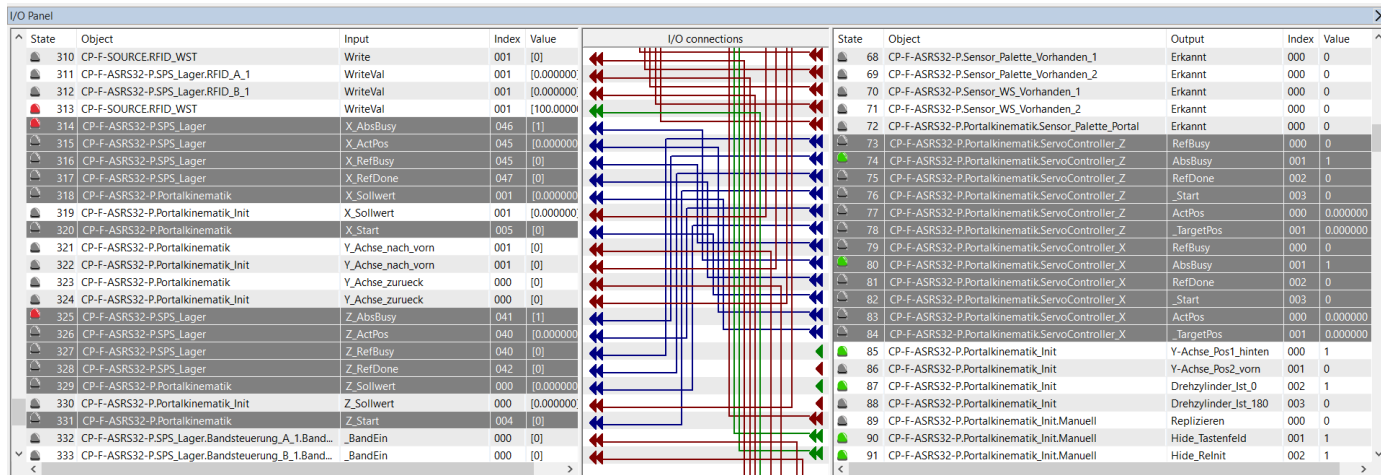 I/O Panel
State Object Input Index Value I/O connections State Object Output Index Value
310 CP-F-SOURCE.RFID_WST Write 001 [0] 68 CP-F-ASRS32-P.Sensor_Palette_Vorhanden_1 Erkannt 000 0
311 CP-F-ASRS32-P.SPS_Lager.RFID_A_1 WriteVal 001 [0.000000] 69 CP-F-ASRS32-P.Sensor_Palette_Vorhanden_2 Erkannt 000 0
312 CP-F-ASRS32-P.SPS_Lager.RFID_B_1 WriteVal 001 [0.000000] 70 CP-F-ASRS32-P.Sensor_WS_Vorhanden_1 Erkannt 000 0
313 CP-F-SOURCE.RFID_WST WriteVal 001 [100.0000 71 CP-F-ASRS32-P.Sensor_WS_Vorhanden_2 Erkannt 000 0
314 CP-F-ASRS32-P.SPS_Lager X_AbsBusy 046 [1] 72 CP-F-ASRS32-P.Portalkinematik.Sensor_Palette_Portal Erkannt 000 0
315 CP-F-ASRS32-P.SPS_Lager X_ActPos 045 [0.000000 73 CP-F-ASRS32-P.Portalkinematik.ServoController_Z RefBusy 000 0
316 CP-F-ASRS32-P.SPS_Lager X_RefBusy 045 [0] 74 CP-F-ASRS32-P.Portalkinematik.ServoController_Z AbsBusy 001 1
317 CP-F-ASRS32-P.SPS_Lager X_RefDone 047 [0] 75 CP-F-ASRS32-P.Portalkinematik.ServoController_Z RefDone 002 0
318 CP-F-ASRS32-P.Portalkinematik X_Sollwert 001 [0.000000 76 CP-F-ASRS32-P.Portalkinematik.ServoController_Z _Start 003 0
319 CP-F-ASRS32-P.Portalkinematik_Init X_Sollwert 001 [0.000000] 77 CP-F-ASRS32-P.Portalkinematik.ServoController_Z ActPos 000 0.000000
320 CP-F-ASRS32-P.Portalkinematik X_Start 005 [0] 78 CP-F-ASRS32-P.Portalkinematik.ServoController_Z _TargetPos 001 0.000000
321 CP-F-ASRS32-P.Portalkinematik Y_Achse_nach_vorn 001 [0] 79 CP-F-ASRS32-P.Portalkinematik.ServoController_X RefBusy 000 0
322 CP-F-ASRS32-P.Portalkinematik_Init Y_Achse_nach_vorn 001 [0] 80 CP-F-ASRS32-P.Portalkinematik.ServoController_X AbsBusy 001 1
323 CP-F-ASRS32-P.Portalkinematik Y_Achse_zurueck 000 [0] 81 CP-F-ASRS32-P.Portalkinematik.ServoController_X RefDone 002 0
324 CP-F-ASRS32-P.Portalkinematik_Init Y_Achse_zurueck 000 [0] 82 CP-F-ASRS32-P.Portalkinematik.ServoController_X _Start 003 0
325 CP-F-ASRS32-P.SPS_Lager Z_AbsBusy 041 [1] 83 CP-F-ASRS32-P.Portalkinematik.ServoController_X ActPos 000 0.000000
326 CP-F-ASRS32-P.SPS_Lager Z_ActPos 040 [0.000000 84 CP-F-ASRS32-P.Portalkinematik.ServoController_X _TargetPos 001 0.000000
327 CP-F-ASRS32-P.SPS_Lager Z_RefBusy 040 [0] 85 CP-F-ASRS32-P.Portalkinematik_Init Y-Achse_Pos1_hinten 000 1
328 CP-F-ASRS32-P.SPS_Lager Z_RefDone 042 [0] 86 CP-F-ASRS32-P.Portalkinematik_Init Y-Achse_Pos2_vorn 001 0
329 CP-F-ASRS32-P.Portalkinematik Z_Sollwert 000 [0.000000 87 CP-F-ASRS32-P.Portalkinematik_Init Drehzylinder_Ist_0 002 1
330 CP-F-ASRS32-P.Portalkinematik_Init Z_Sollwert 000 [0.000000] 88 CP-F-ASRS32-P.Portalkinematik_Init Drehzylinder_Ist_180 003 0
331 CP-F-ASRS32-P.Portalkinematik Z_Start 004 [0] 89 CP-F-ASRS32-P.Portalkinematik_Init.Manuell Replizieren 000 0
332 CP-F-ASRS32-P.SPS_Lager.Bandsteuerung_A_1.Band... _BandEin 000 [0] 90 CP-F-ASRS32-P.Portalkinematik_Init.Manuell Hide_Tastenfeld 001 1
333 CP-F-ASRS32-P.SPS_Lager.Bandsteuerung_B_1.Band... _BandEin 000 [0] 91 CP-F-ASRS32-P.Portalkinematik_Init.Manuell Hide_ReInit 002 1